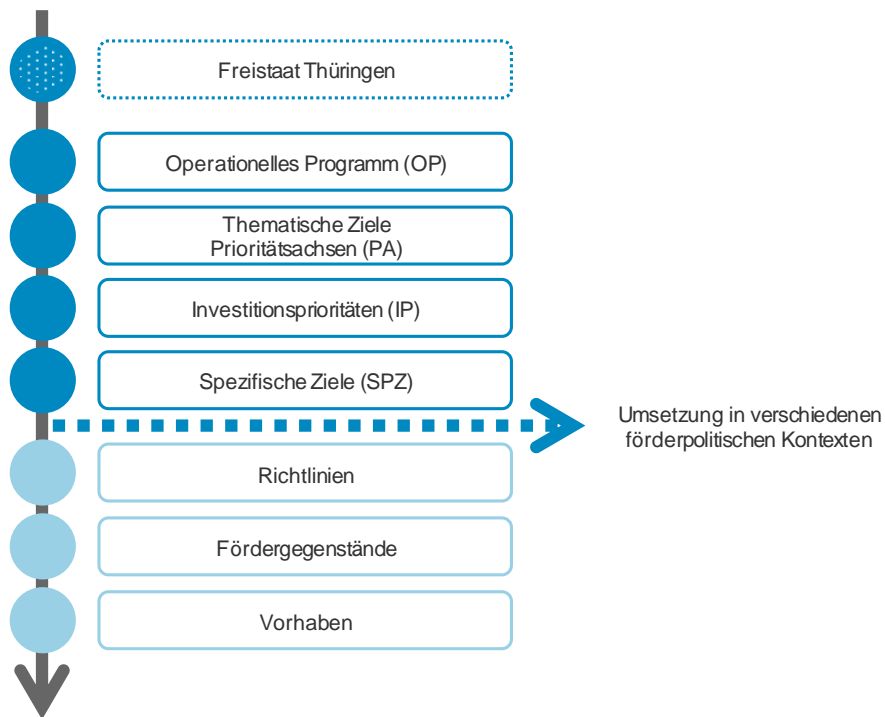 Freistaat Thüringen
Operationelles Programm (OP)
Thematische Ziele
Prioritätsachsen (PA)
Investitionsprioritäten (IP)
Spezifische Ziele (SPZ)
Umsetzung in verschiedenen
förderpolitischen Kontexten
Richtlinien
Fördergegenstände
Vorhaben